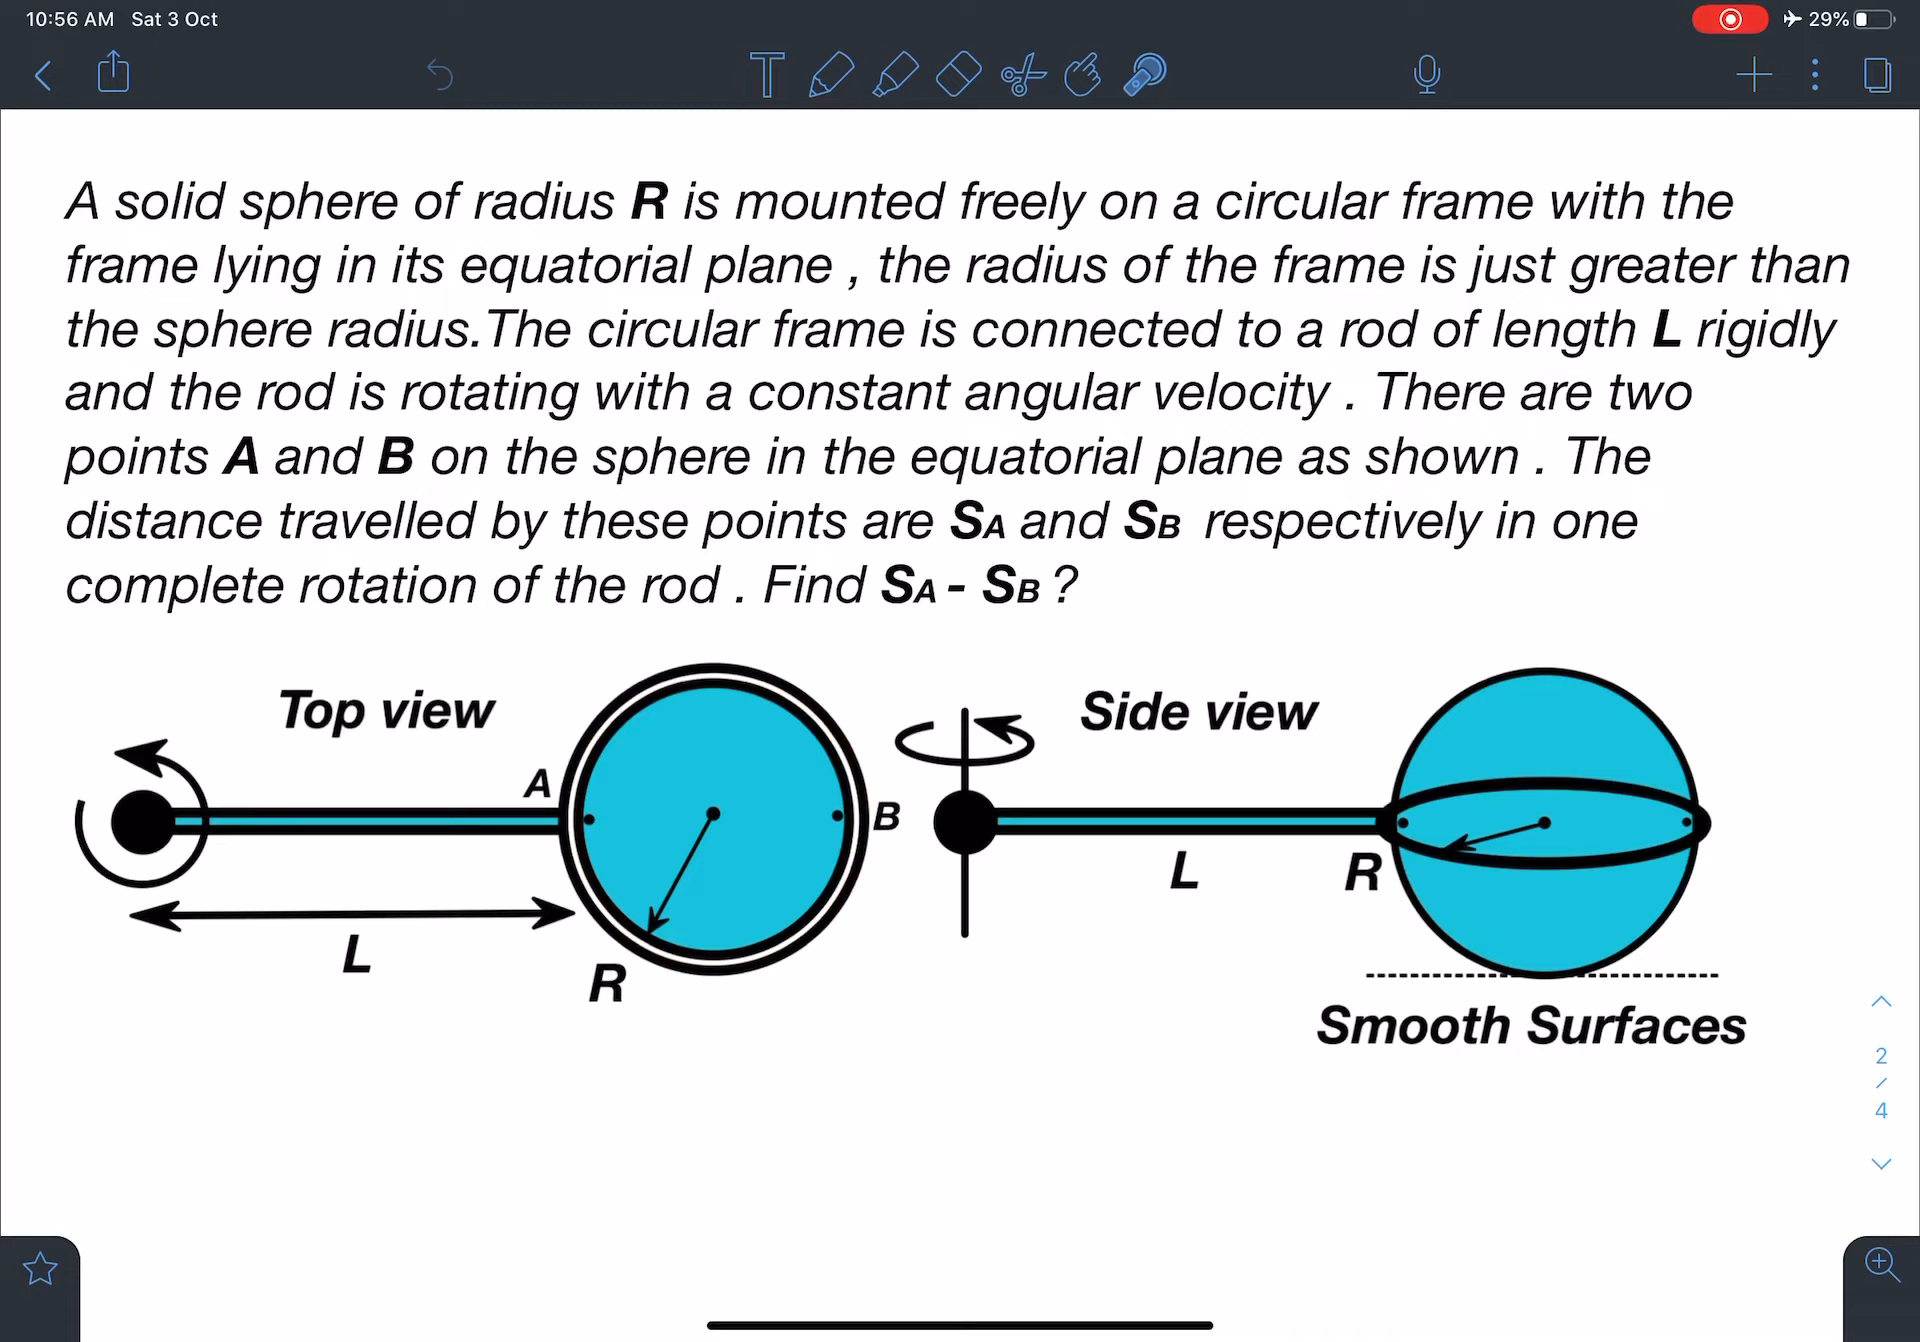 10:56 AM Sat 3 Oct
29%
A solid sphere of radius R is mounted freely on a circular frame with the
frame lying in its equatorial plane , the radius of the frame is just greater than
the sphere radius.The circular frame is connected to a rod of length L rigidly
and the rod is rotating with a constant angular velocity . There are two
points A and B on the sphere in the equatorial plane as shown . The
distance travelled by these points are SA and SB respectively in one
complete rotation of the rod . Find SA - SB ?
Top view
Side view
A
B
L
R
L
R
Smooth Surfaces
2
/
4